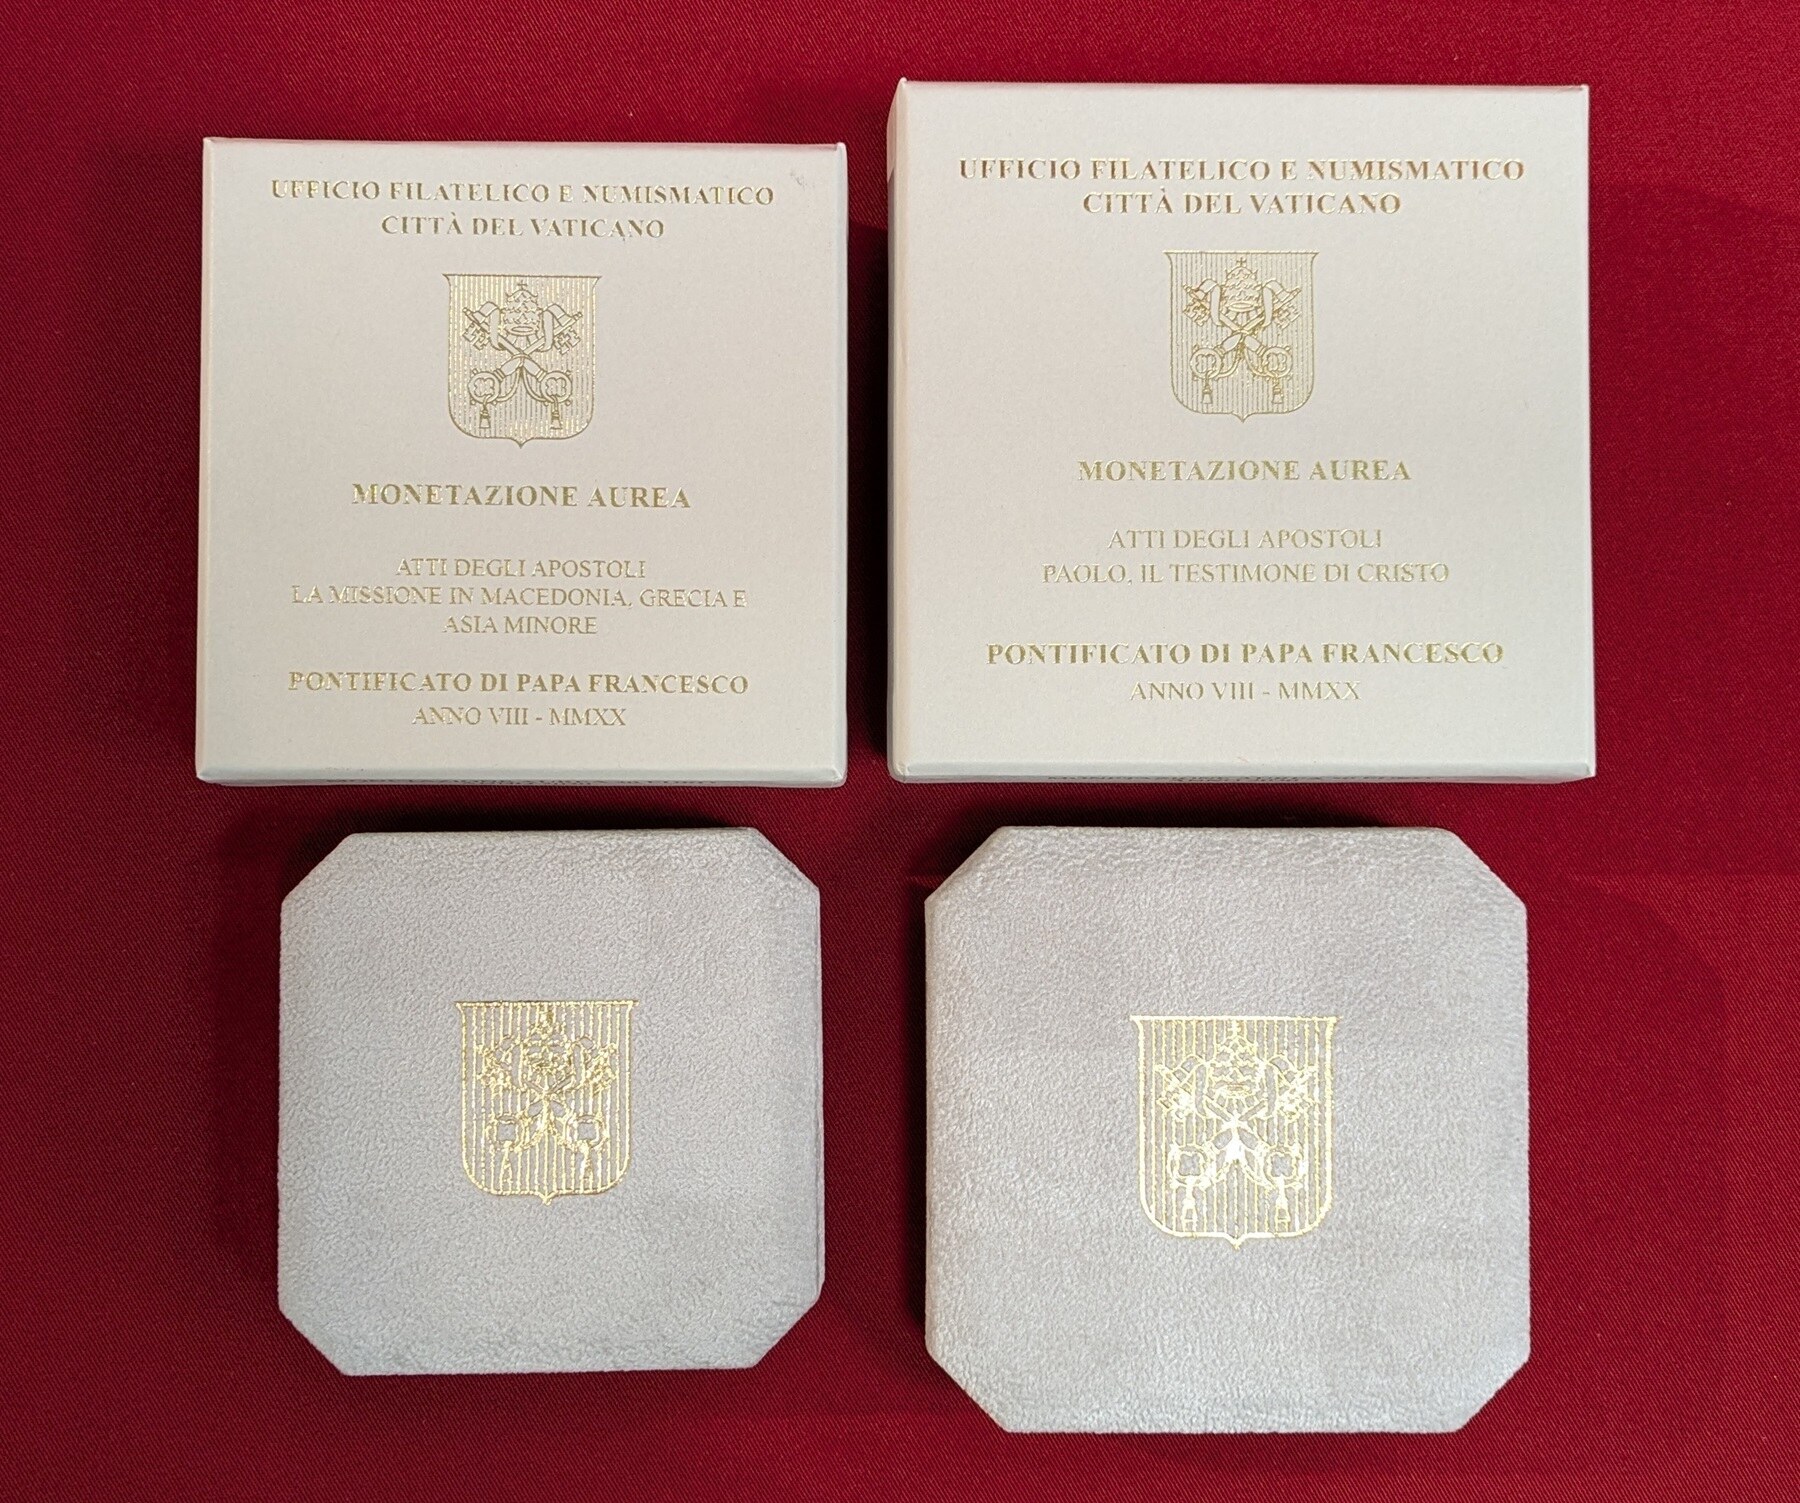 UFFICIO FILATELICO E NUMISMATICO
CITTÀ DEL VATICANO
MONETAZIONE AUREA
ATTI DEGLI APOSTOLI
LA MISSIONE IN MACEDONIA, GRECIA E
ASIA MINORE
PONTIFICATO DI PAPA FRANCESCO
ANNO VIII - MMXX
UFFICIO FILATELICO E NUMISMATICO
CITTÀ DEL VATICANO
MONETAZIONE AUREA
ATTI DEGLI APOSTOLI
PAOLO, IL TESTIMONE DI CRISTO
PONTIFICATO DI PAPA FRANCESCO
ANNO VIII - MMXX